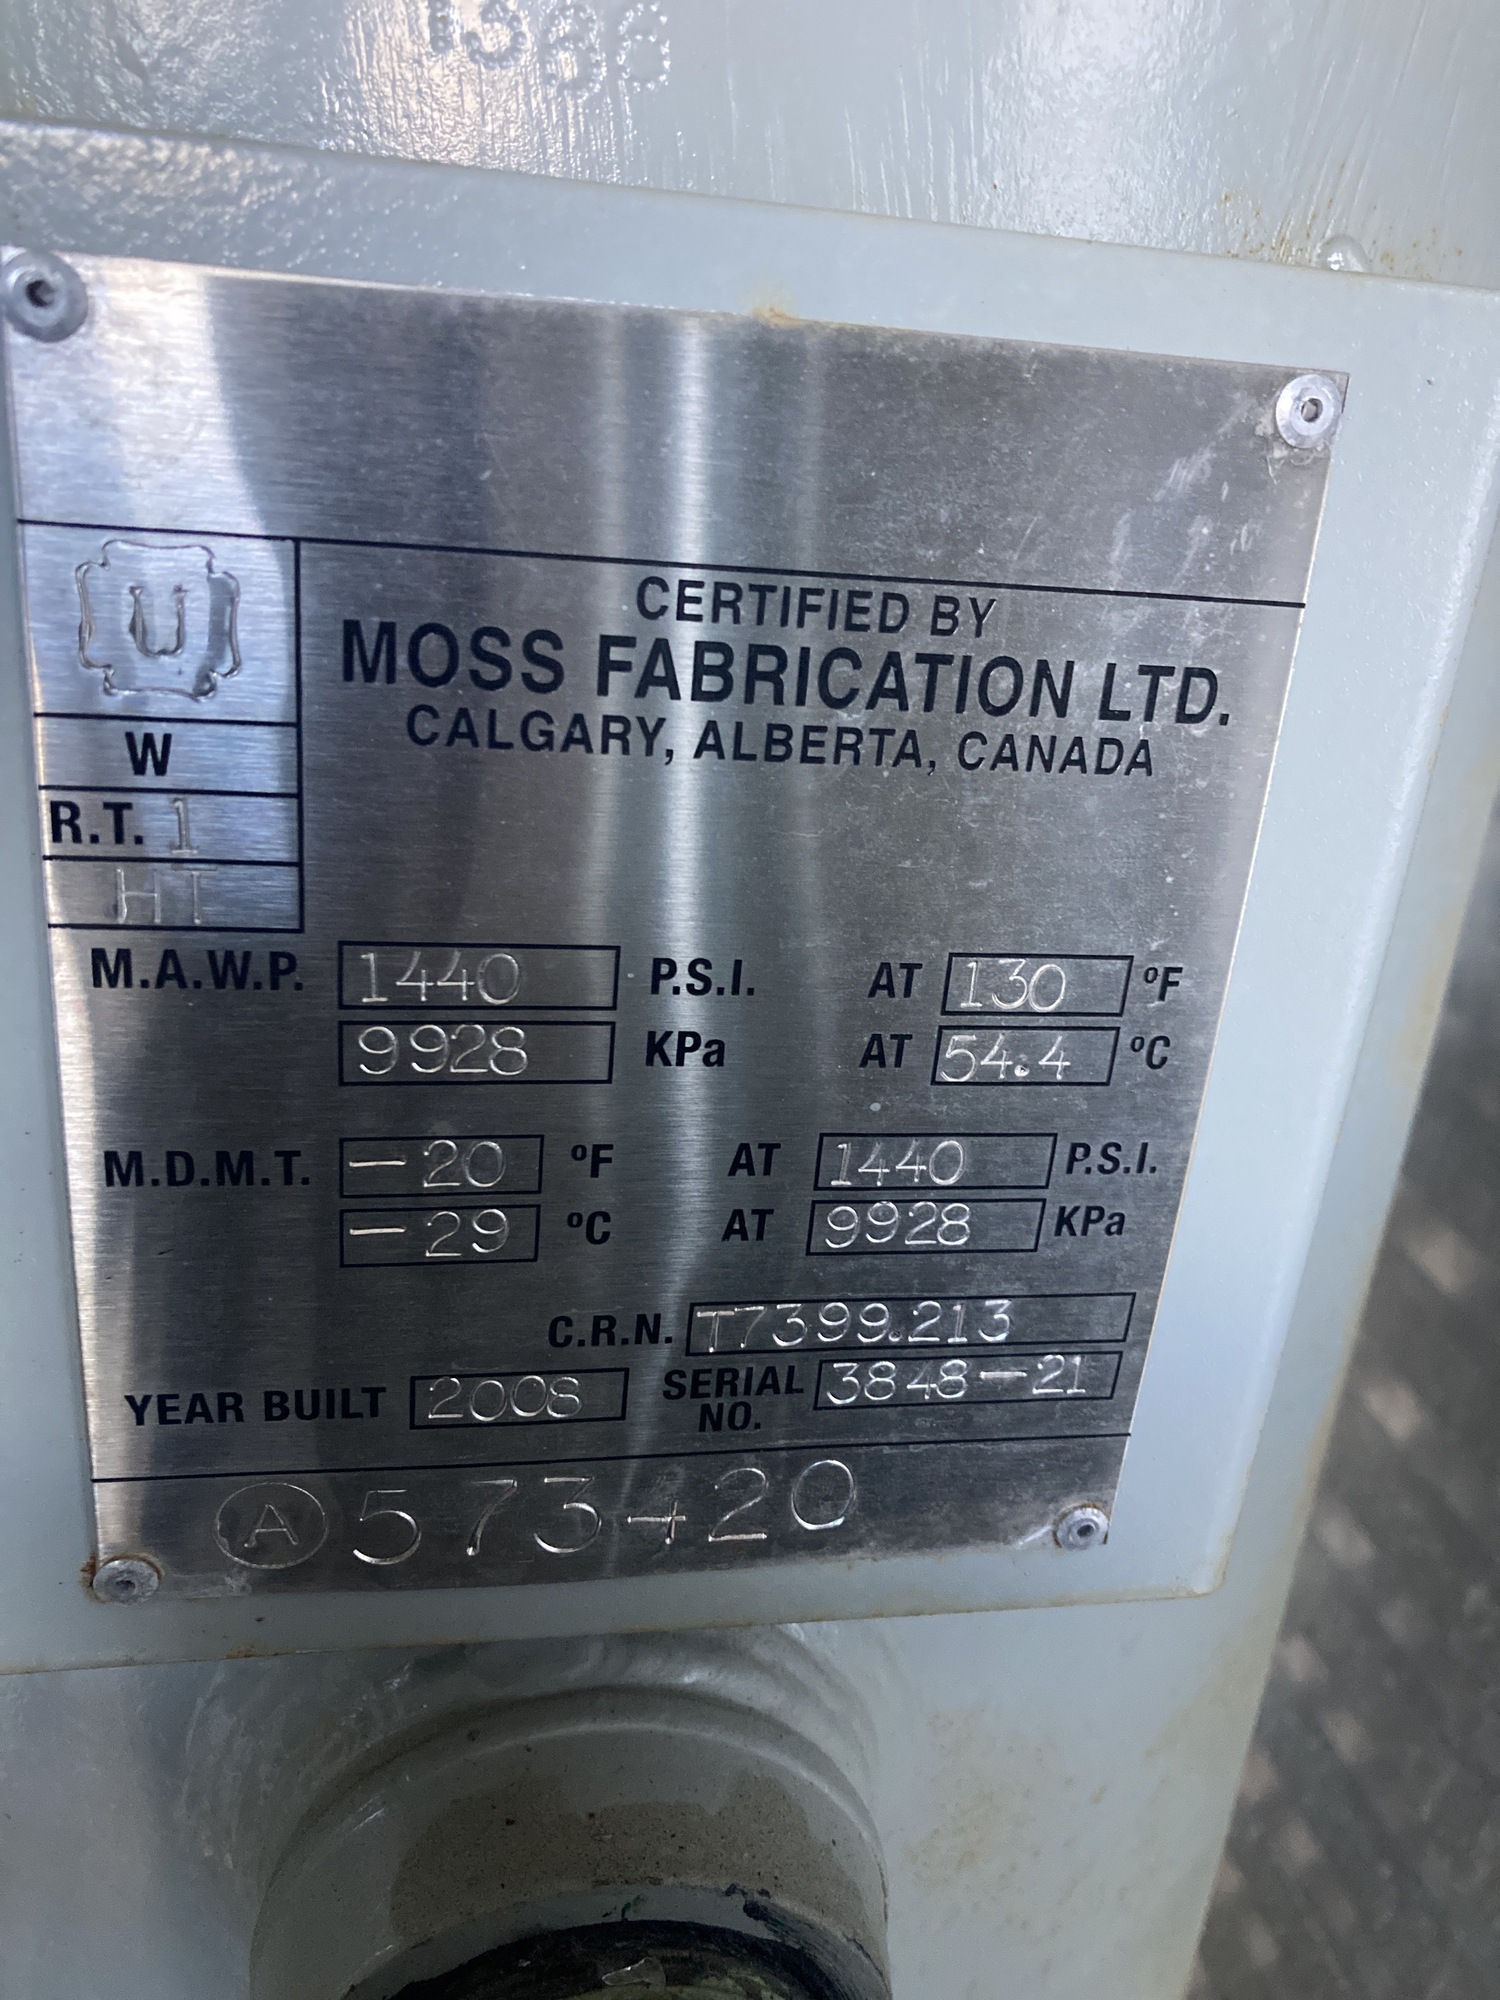 1396
U
W
R.T. 1
HT
CERTIFIED BY
MOSS FABRICATION LTD.
CALGARY, ALBERTA, CANADA
M.A.W.P. 1440 P.S.I. AT 130 °F
9928 KPa AT 54.4 °C
M.D.M.T. -20 °F AT 1440 P.S.I.
-29 °C AT 9928 KPa
C.R.N. T7399.213
YEAR BUILT 2008 SERIAL NO. 3848-21
A 573420